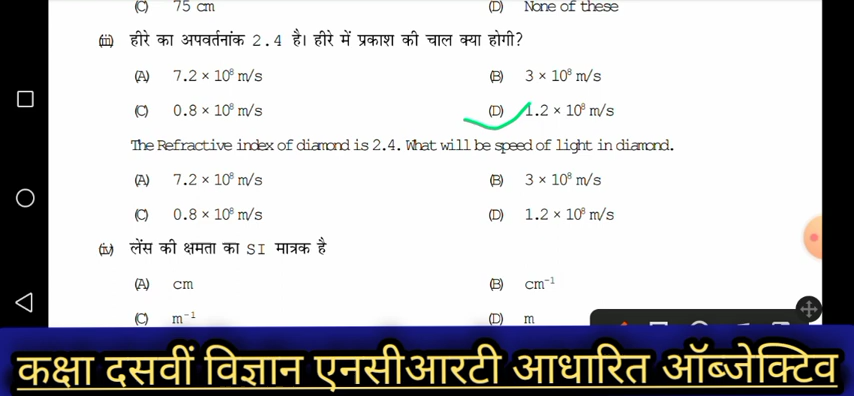 (C) 75 cm (D) None of these
(iii) हीरे का अपवर्तनांक 2.4 है। हीरे में प्रकाश की चाल क्या होगी?
(A) 7.2 × 10⁸ m/s (B) 3 × 10⁸ m/s
(C) 0.8 × 10⁸ m/s (D) 1.2 × 10⁸ m/s
The Refractive index of diamond is 2.4. What will be speed of light in diamond.
(A) 7.2 × 10⁸ m/s (B) 3 × 10⁸ m/s
(C) 0.8 × 10⁸ m/s (D) 1.2 × 10⁸ m/s
(iv) लेंस की क्षमता का SI मात्रक है
(A) cm (B) cm⁻¹
(C) m⁻¹ (D) m
कक्षा दसवीं विज्ञान एनसीआरटी आधारित ऑब्जेक्टिव